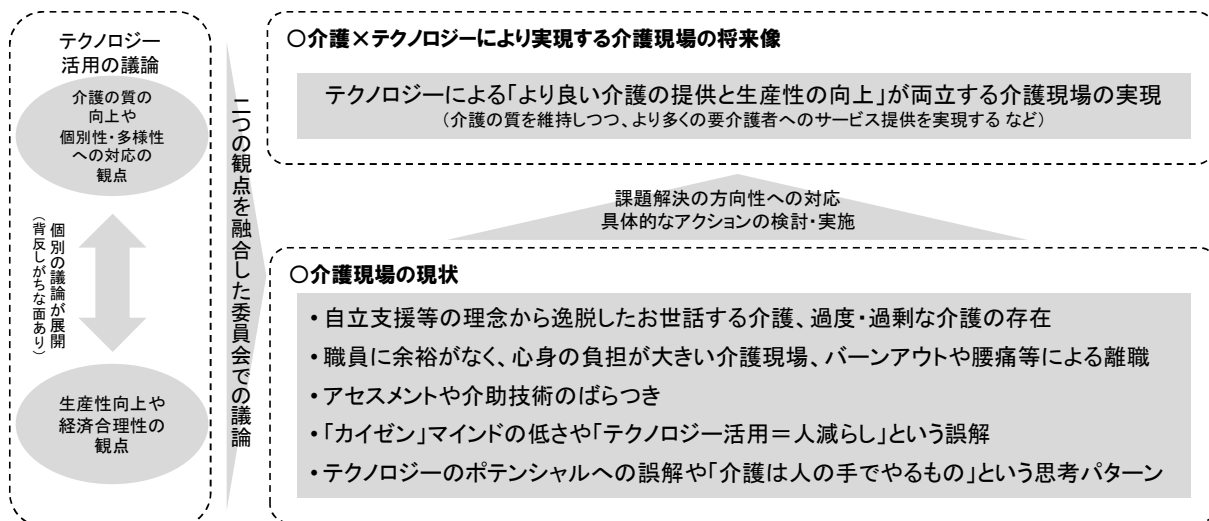 テクノロジー
活用の議論
介護の質の
向上や
個別性・多様性
への対応の
観点
個別の議論が展開
（背反しがちな面あり）
生産性向上や
経済合理性の
観点
二つの観点を融合した委員会での議論
○介護×テクノロジーにより実現する介護現場の将来像
テクノロジーによる「より良い介護の提供と生産性の向上」が両立する介護現場の実現
（介護の質を維持しつつ、より多くの要介護者へのサービス提供を実現する など）
課題解決の方向性への対応
具体的なアクションの検討・実施
○介護現場の現状
・自立支援等の理念から逸脱したお世話する介護、過度・過剰な介護の存在
・職員に余裕がなく、心身の負担が大きい介護現場、バーンアウトや腰痛等による離職
・アセスメントや介助技術のばらつき
・「カイゼン」マインドの低さや「テクノロジー活用＝人減らし」という誤解
・テクノロジーのポテンシャルへの誤解や「介護は人の手でやるもの」という思考パターン